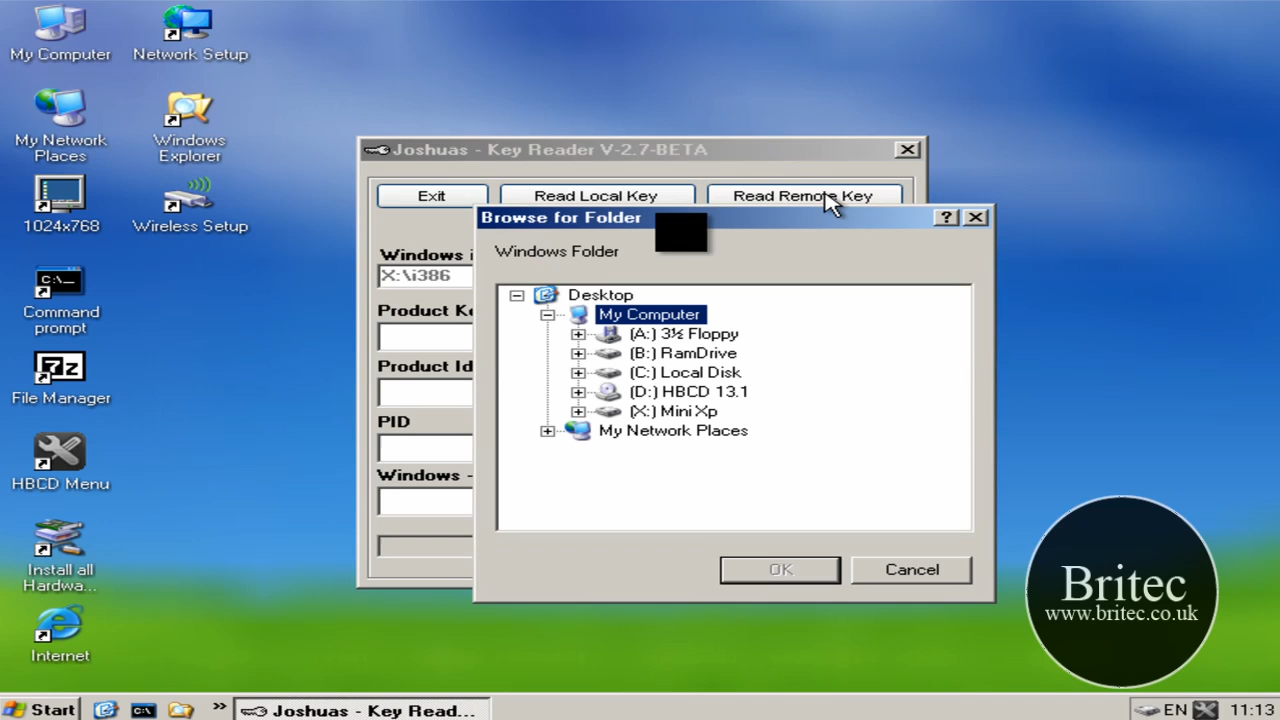 My Computer
Network Setup
My Network
Places
Windows
Explorer
1024x768
Wireless Setup
C:\_
Command
prompt
7z
File Manager
HBCD Menu
Install all
Hardwa...
Internet
Joshuas - Key Reader V-2.7-BETA
Exit
Read Local Key
Read Remote Key
Windows i
X:\i386
Product Ke
Product Id
PID
Windows -
Browse for Folder
?
Windows Folder
Desktop
My Computer
(A:) 3½ Floppy
(B:) RamDrive
(C:) Local Disk
(D:) HBCD 13.1
(X:) Mini Xp
My Network Places
OK
Cancel
Britec
www.britec.co.uk
Start
C:\
»
Joshuas - Key Read...
EN
11:13